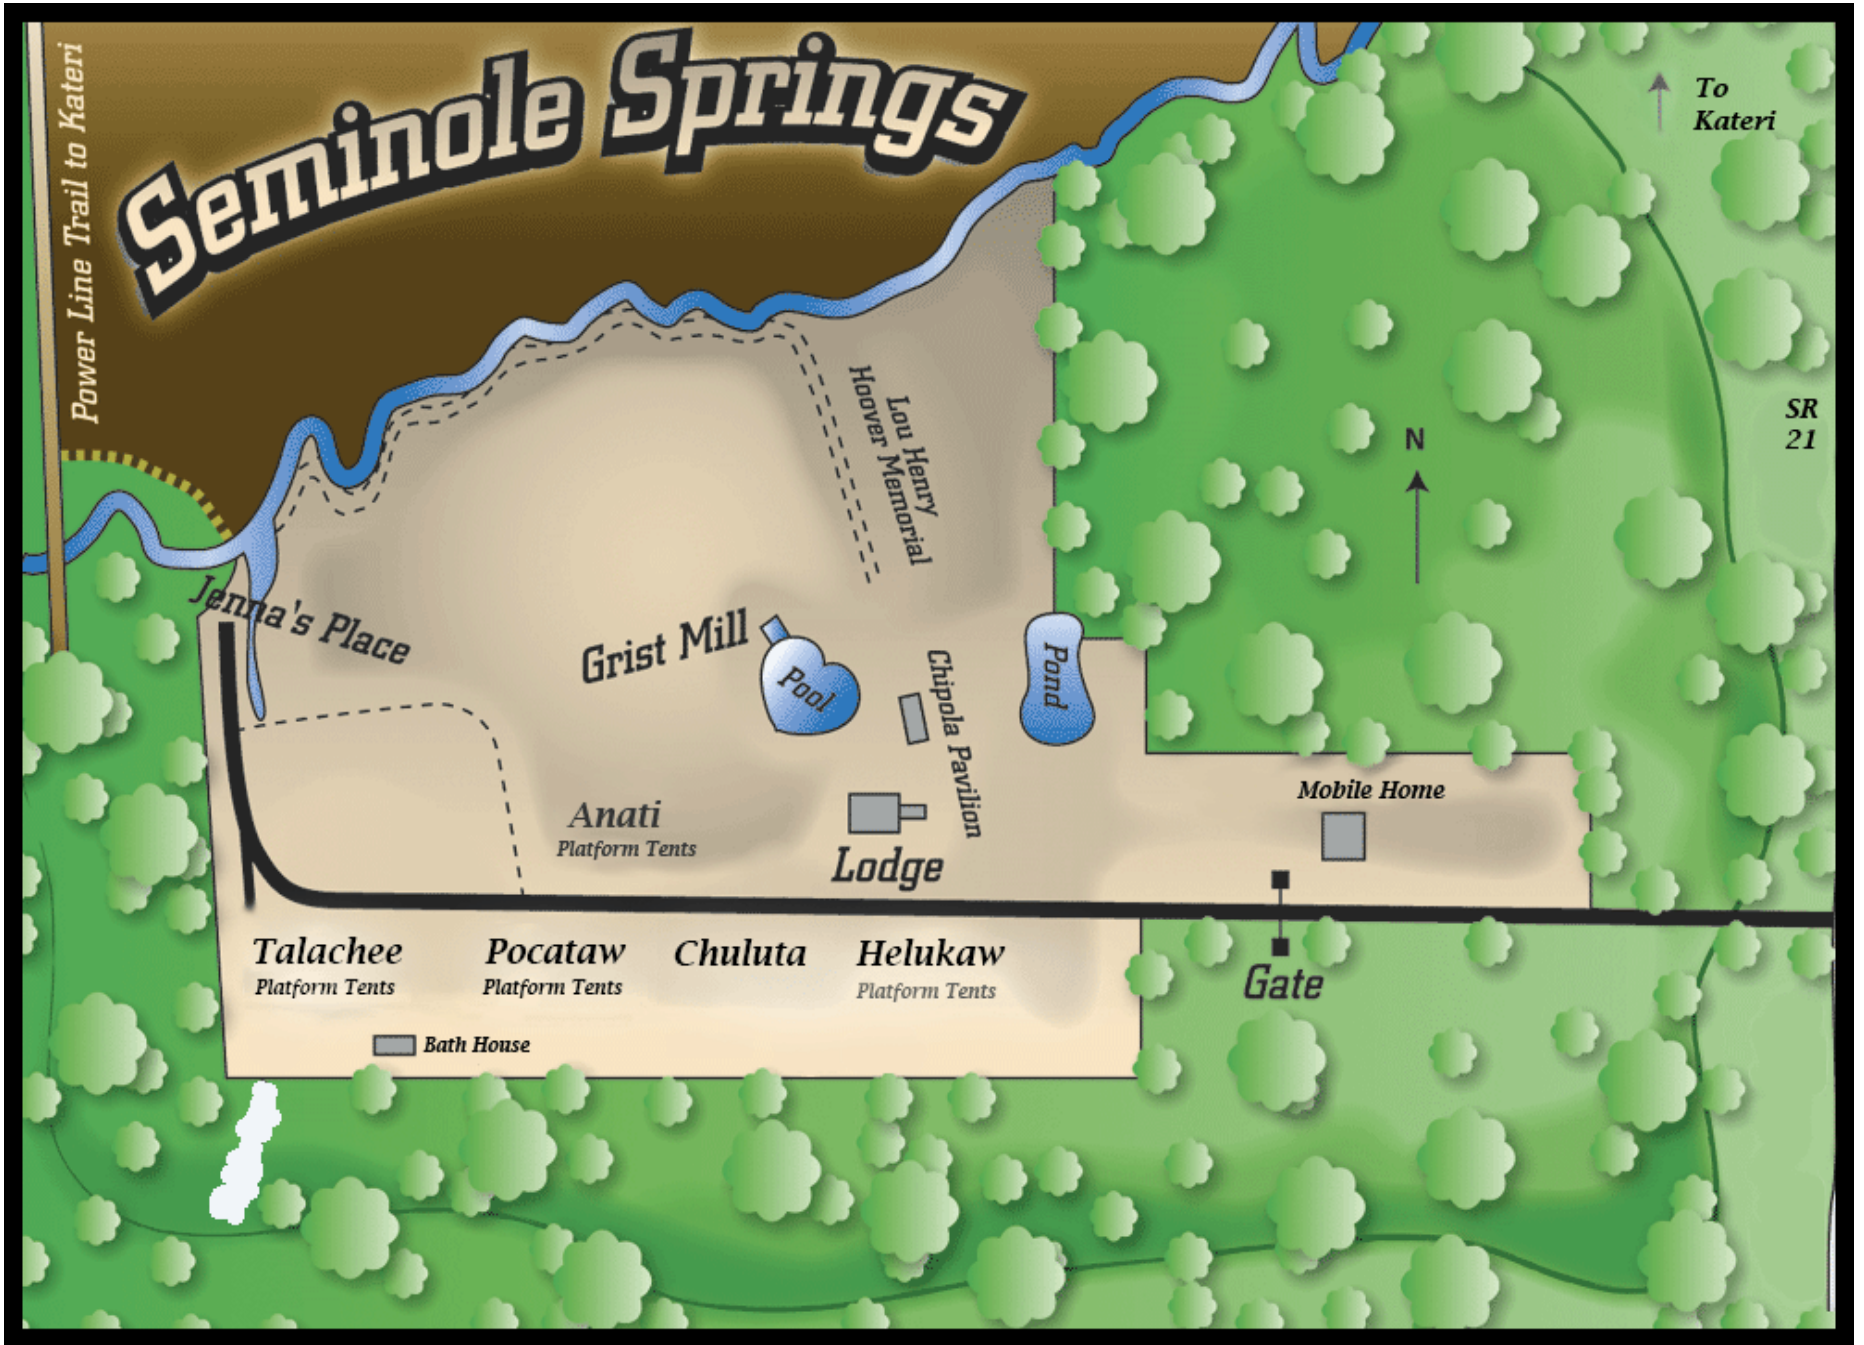 Seminole Springs
Power Line Trail to Kateri
To
Kateri
SR
21
N
Lou Henry
Hoover Memorial
Jenna's Place
Grist Mill
Pool
Pond
Chipola Pavilion
Mobile Home
Anati
Platform Tents
Lodge
Talachee
Platform Tents
Pocataw
Platform Tents
Chuluta
Helukaw
Platform Tents
Gate
Bath House